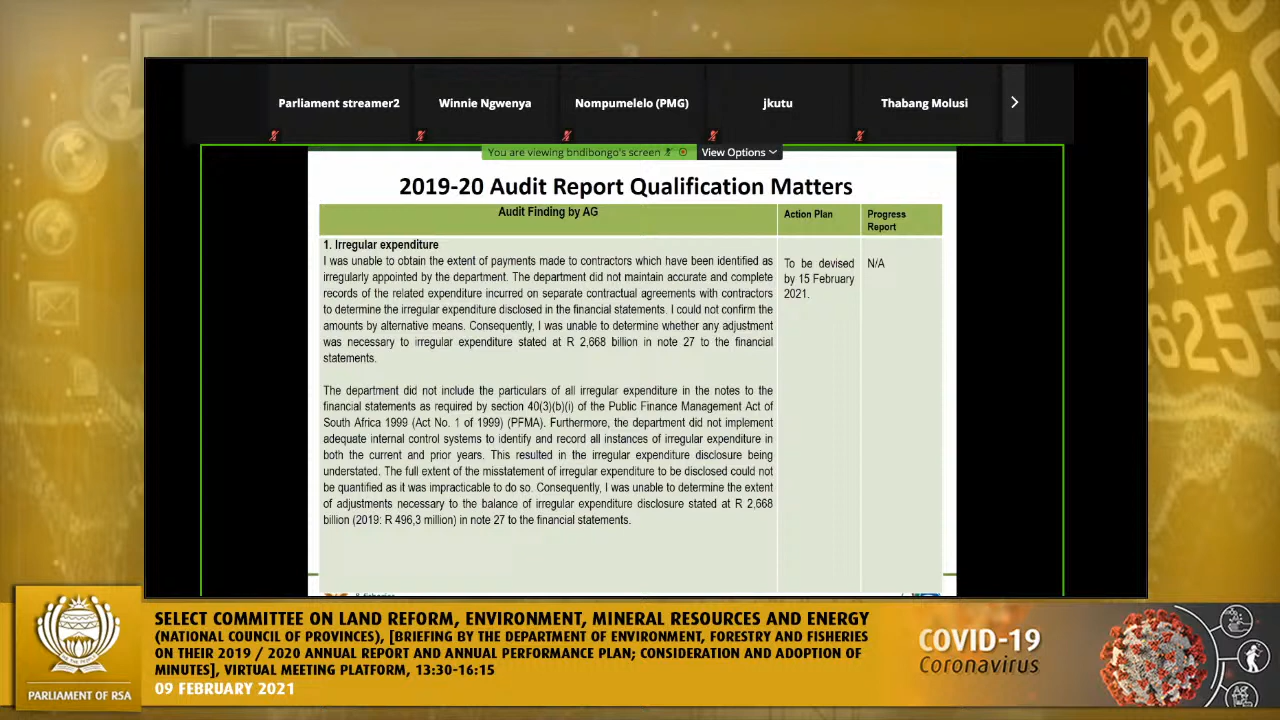 Parliament streamer2
Winnie Ngwenya
Nompumelelo (PMG)
jkutu
Thabang Molusi
You are viewing bndibongo's screen
View Options
2019-20 Audit Report Qualification Matters
Audit Finding by AG
Action Plan
Progress
Report
1. Irregular expenditure
I was unable to obtain the extent of payments made to contractors which have been identified as
irregularly appointed by the department. The department did not maintain accurate and complete
records of the related expenditure incurred on separate contractual agreements with contractors
to determine the irregular expenditure disclosed in the financial statements. I could not confirm the
amounts by alternative means. Consequently, I was unable to determine whether any adjustment
was necessary to irregular expenditure stated at R 2,668 billion in note 27 to the financial
statements.
The department did not include the particulars of all irregular expenditure in the notes to the
financial statements as required by section 40(3)(b)(i) of the Public Finance Management Act of
South Africa 1999 (Act No. 1 of 1999) (PFMA). Furthermore, the department did not implement
adequate internal control systems to identify and record all instances of irregular expenditure in
both the current and prior years. This resulted in the irregular expenditure disclosure being
understated. The full extent of the misstatement of irregular expenditure to be disclosed could not
be quantified as it was impracticable to do so. Consequently, I was unable to determine the extent
of adjustments necessary to the balance of irregular expenditure disclosure stated at R 2,668
billion (2019: R 496,3 million) in note 27 to the financial statements.
To be devised
by 15 February
2021.
N/A
SELECT COMMITTEE ON LAND REFORM, ENVIRONMENT, MINERAL RESOURCES AND ENERGY
(NATIONAL COUNCIL OF PROVINCES), [BRIEFING BY THE DEPARTMENT OF ENVIRONMENT, FORESTRY AND FISHERIES
ON THEIR 2019 / 2020 ANNUAL REPORT AND ANNUAL PERFORMANCE PLAN; CONSIDERATION AND ADOPTION OF
MINUTES], VIRTUAL MEETING PLATFORM, 13:30-16:15
09 FEBRUARY 2021
PARLIAMENT OF RSA
COVID-19
Coronavirus